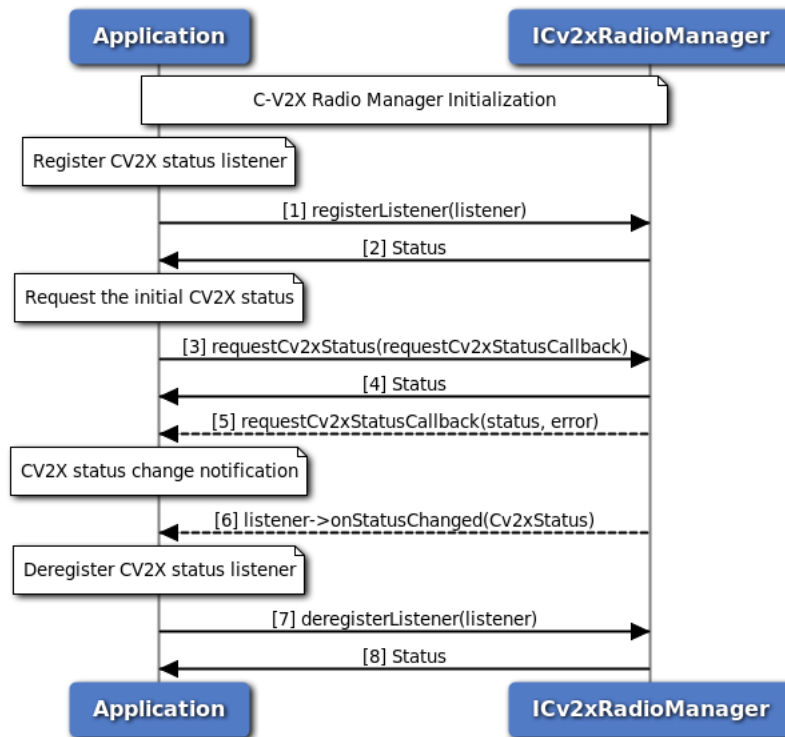 Application
ICv2xRadioManager
C-V2X Radio Manager Initialization
Register CV2X status listener
[1] registerListener(listener)
[2] Status
Request the initial CV2X status
[3] requestCv2xStatus(requestCv2xStatusCallback)
[4] Status
[5] requestCv2xStatusCallback(status, error)
CV2X status change notification
[6] listener->onStatusChanged(Cv2xStatus)
Deregister CV2X status listener
[7] deregisterListener(listener)
[8] Status
Application
ICv2xRadioManager